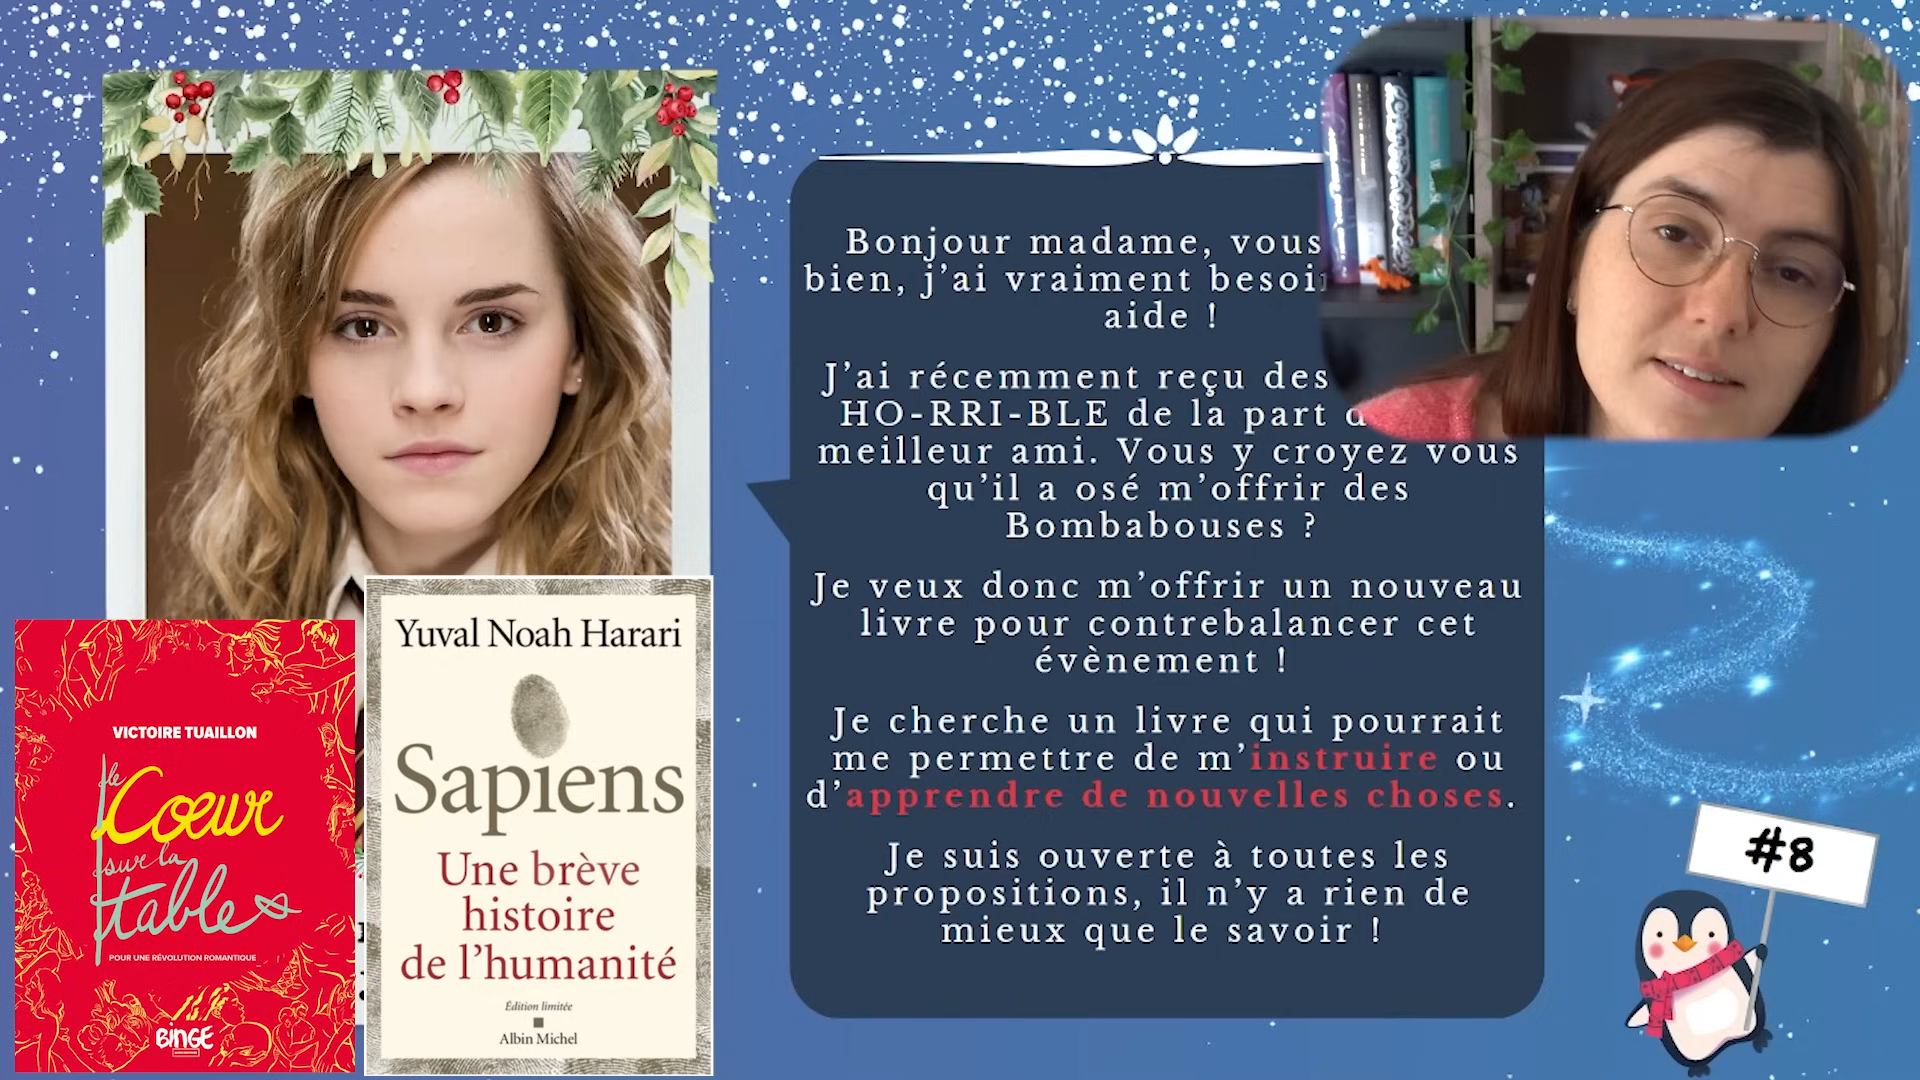 Bonjour madame, vous
bien, j'ai vraiment besoi
aide !
J'ai récemment reçu des
HO-RRI-BLE de la part
meilleur ami. Vous y croyez vous
qu'il a osé m'offrir des
Bombabouses ?
Je veux donc m'offrir un nouveau
livre pour contrebalancer cet
évènement !
Je cherche un livre qui pourrait
me permettre de m'instruire ou
d'apprendre de nouvelles choses.
Je suis ouverte à toutes les
propositions, il n'y a rien de
mieux que le savoir !
VICTOIRE TUAILLON
le
Coeur
sur la
table
POUR UNE RÉVOLUTION ROMANTIQUE
BINGE
Yuval Noah Harari
Sapiens
Une brève
histoire
de l'humanité
Édition limitée
Albin Michel
#8